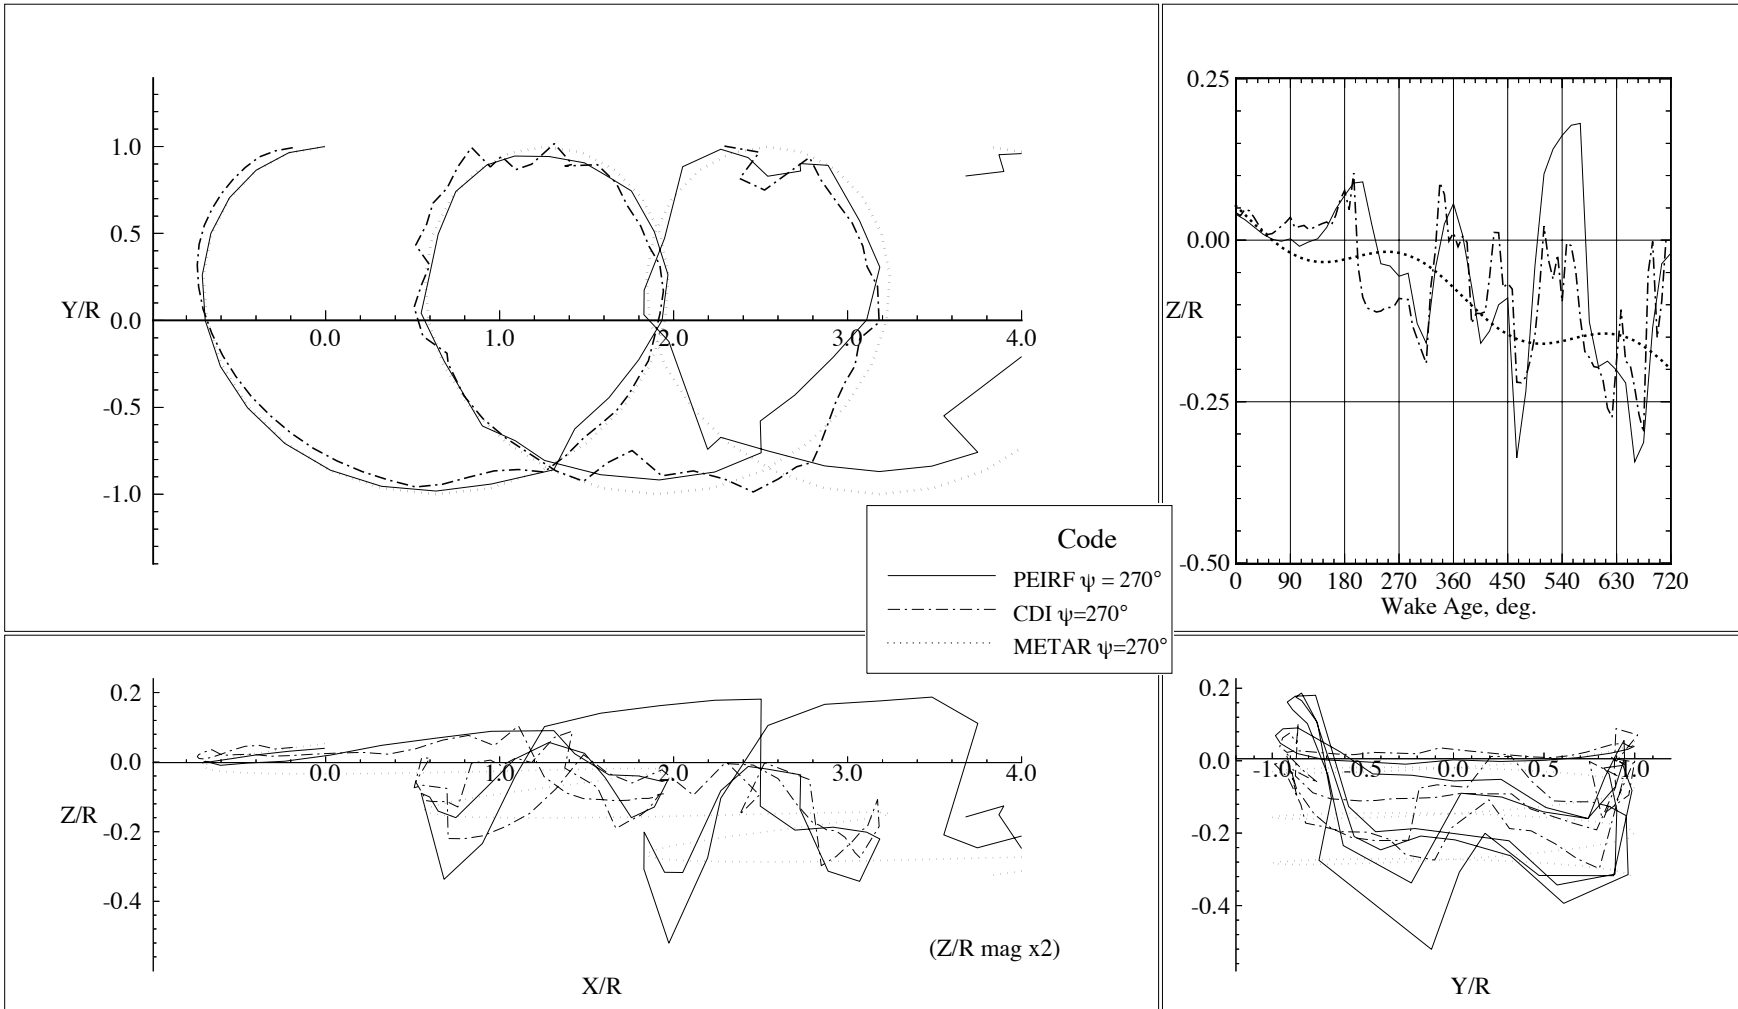 1.0
0.5
Y/R
0.0
0.0 1.0 2.0 3.0 4.0
-0.5
-1.0
0.25
0.00
Z/R
-0.25
-0.50
0 90 180 270 360 450 540 630 720
Wake Age, deg.
Code
PEIRF ψ = 270°
CDI ψ=270°
METAR ψ=270°
0.2
0.0
0.0 1.0 2.0 3.0 4.0
Z/R
-0.2
-0.4
(Z/R mag x2)
X/R
0.2
0.0
-1.0 -0.5 0.0 0.5 1.0
-0.2
-0.4
Y/R